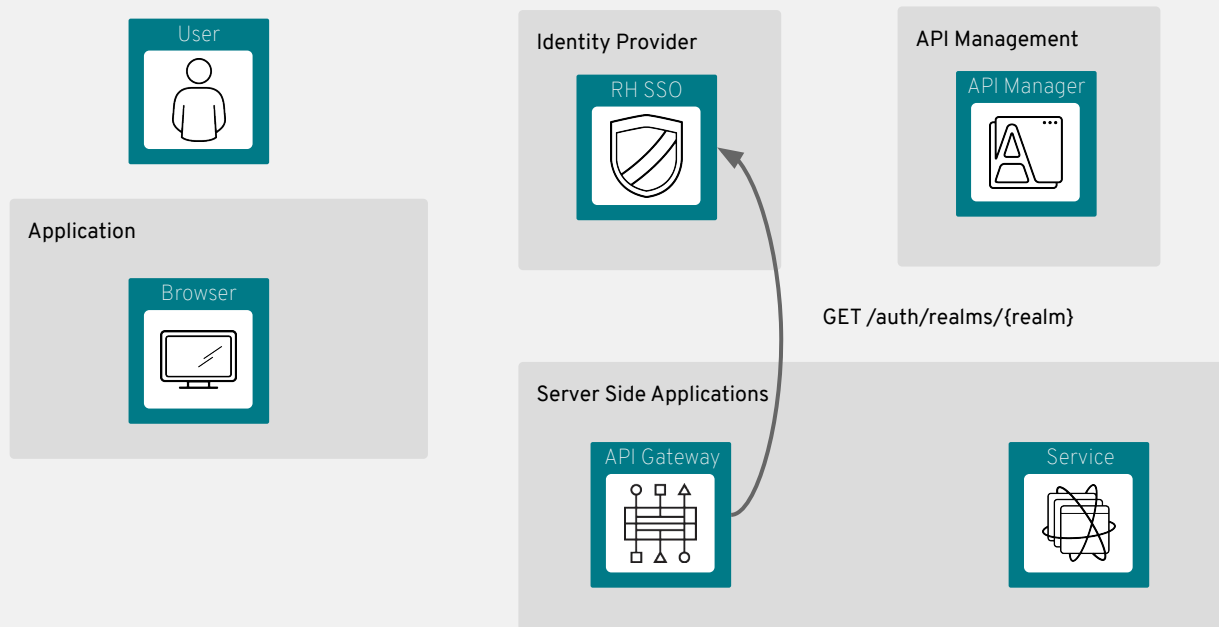 User
Identity Provider
API Management
RH SSO
API Manager
Application
Browser
GET /auth/realms/{realm}
Server Side Applications
API Gateway
Service